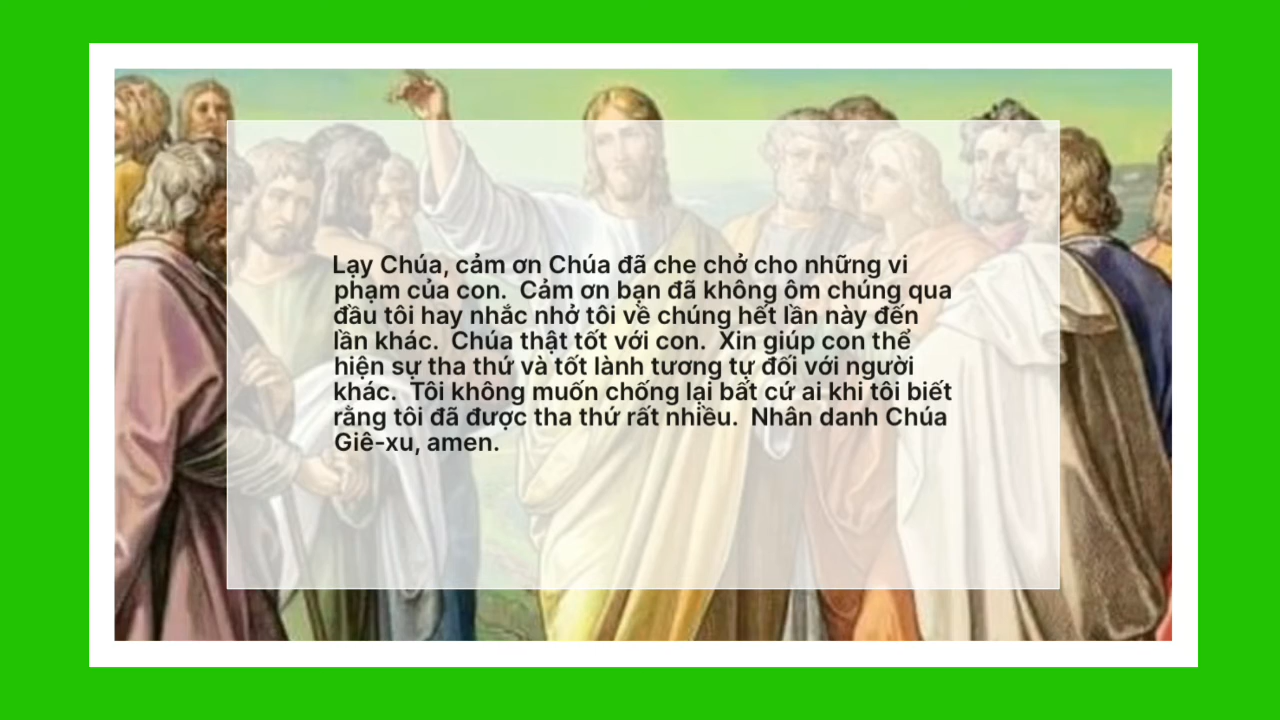 Lạy Chúa, cảm ơn Chúa đã che chở cho những vi
phạm của con.  Cảm ơn bạn đã không ôm chúng qua
đầu tôi hay nhắc nhở tôi về chúng hết lần này đến
lần khác.  Chúa thật tốt với con.  Xin giúp con thể
hiện sự tha thứ và tốt lành tương tự đối với người
khác.  Tôi không muốn chống lại bất cứ ai khi tôi biết
rằng tôi đã được tha thứ rất nhiều.  Nhân danh Chúa
Giê-xu, amen.